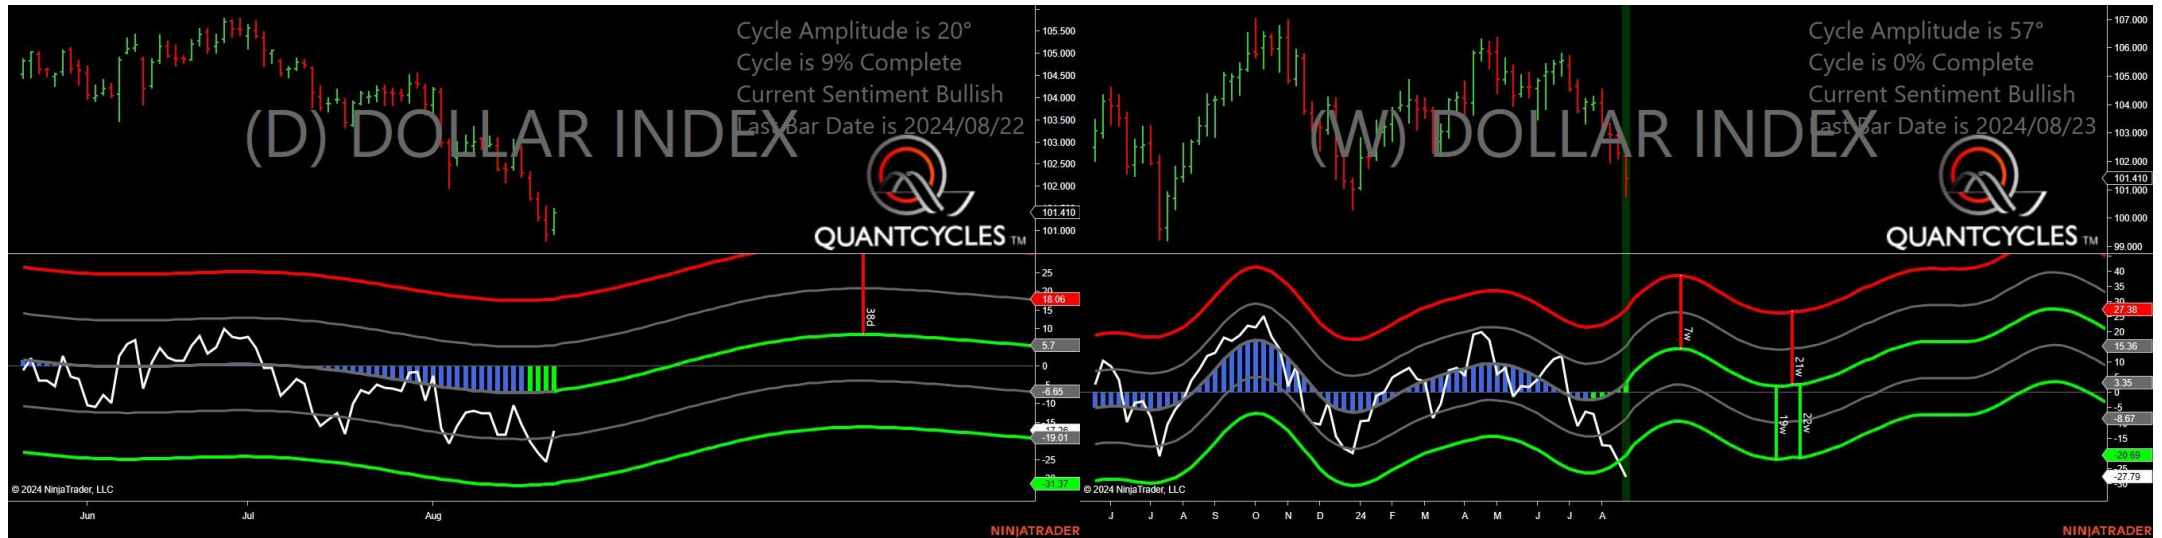 Cycle Amplitude is 20°
Cycle is 9% Complete
Current Sentiment Bullish
Last Bar Date is 2024/08/22
(D) DOLLAR INDEX
QUANTCYCLES TM
105.500
105.000
104.500
104.000
103.500
103.000
102.500
102.000
101.410
101.000
38d
25
20
18.06
15
10
5.7
0
-6.65
-10
-17.26
-19.01
-25
-31.37
© 2024 NinjaTrader, LLC
Jun Jul Aug
NINJATRADER
Cycle Amplitude is 57°
Cycle is 0% Complete
Current Sentiment Bullish
Last Bar Date is 2024/08/23
(W) DOLLAR INDEX
QUANTCYCLES TM
107.000
106.000
105.000
104.000
103.000
102.000
101.410
101.000
100.000
99.000
7w
21w
19w
22w
40
35
30
27.38
25
20
15.36
10
3.35
0
-5
-8.67
-15
-20.69
-25
-27.79
-30
© 2024 NinjaTrader, LLC
J J A S O N D 24 F M A M J J A
NINJATRADER